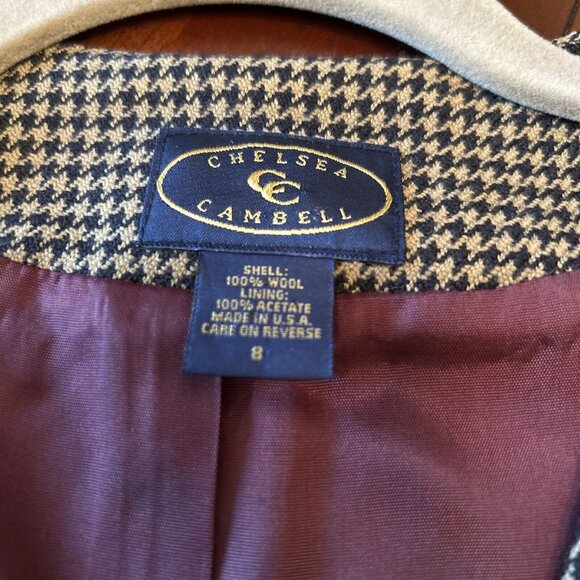 CHELSEA
CC
CAMBELL
SHELL:
100% WOOL
LINING:
100% ACETATE
MADE IN U.S.A.
CARE ON REVERSE
8